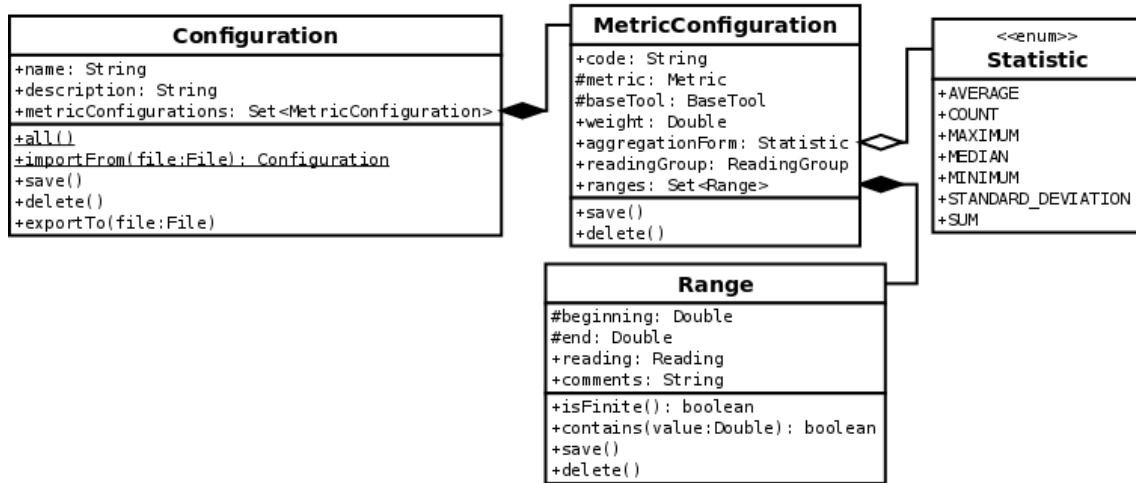 Configuration
+name: String
+description: String
+metricConfigurations: Set<MetricConfiguration>
+all()
+importFrom(file:File): Configuration
+save()
+delete()
+exportTo(file:File)
MetricConfiguration
+code: String
#metric: Metric
#baseTool: BaseTool
+weight: Double
+aggregationForm: Statistic
+readingGroup: ReadingGroup
+ranges: Set<Range>
+save()
+delete()
<<enum>>
Statistic
+AVERAGE
+COUNT
+MAXIMUM
+MEDIAN
+MINIMUM
+STANDARD_DEVIATION
+SUM
Range
#beginning: Double
#end: Double
+reading: Reading
+comments: String
+isFinite(): boolean
+contains(value:Double): boolean
+save()
+delete()